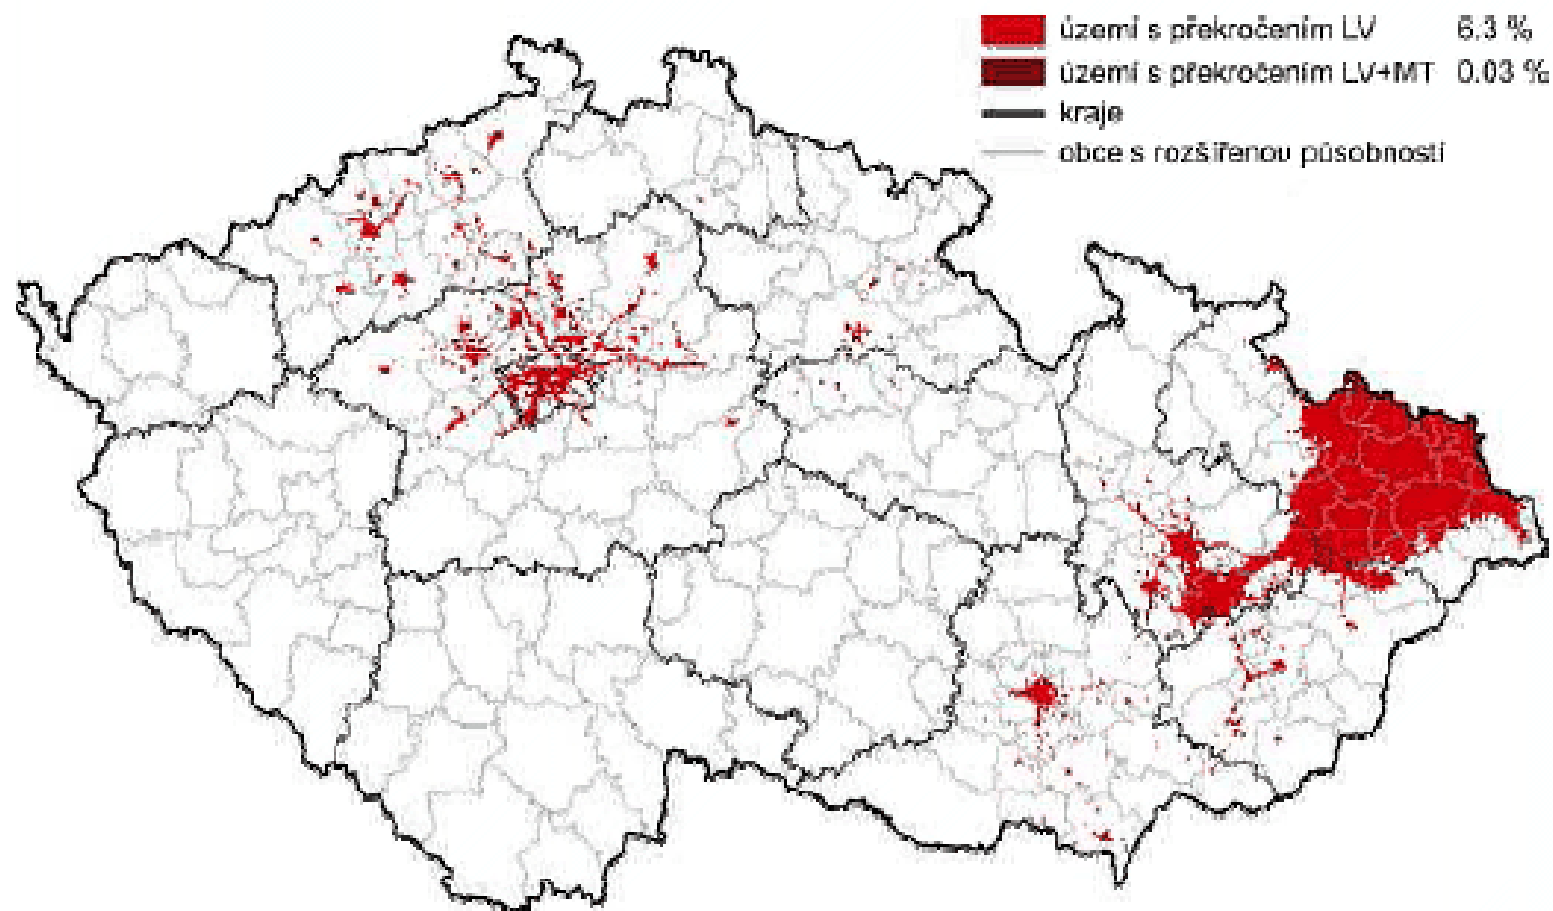 území s překročením LV 6.3 %
území s překročením LV+MT 0.03 %
kraje
obce s rozšířenou působností